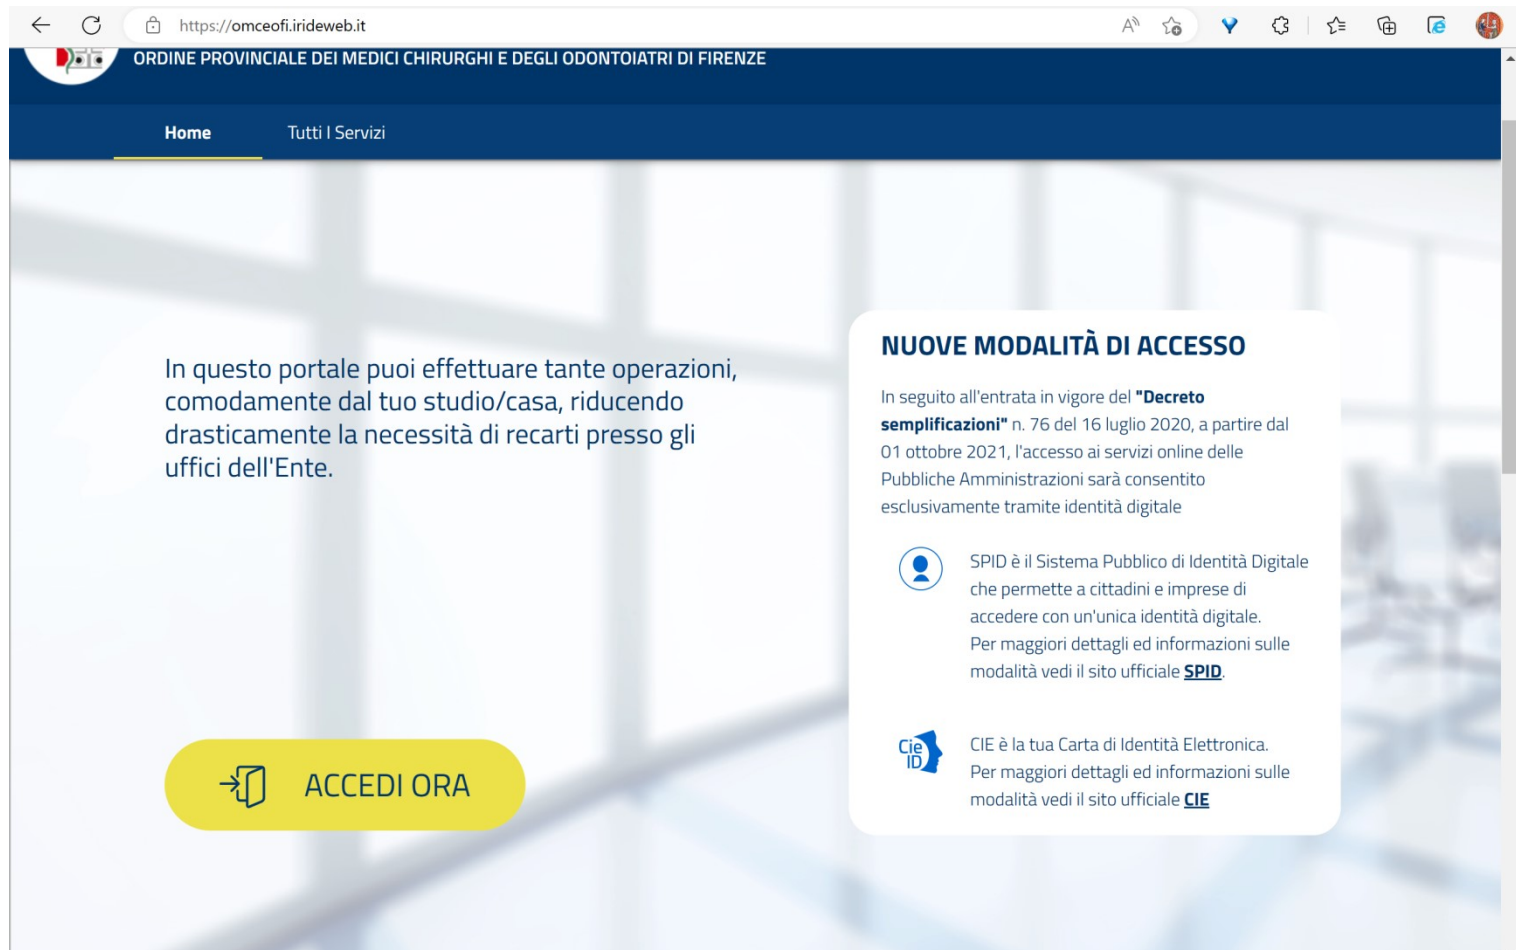 https://omceofi.irideweb.it
ORDINE PROVINCIALE DEI MEDICI CHIRURGHI E DEGLI ODONTOIATRI DI FIRENZE
Home
Tutti I Servizi
In questo portale puoi effettuare tante operazioni,
comodamente dal tuo studio/casa, riducendo
drasticamente la necessità di recarti presso gli
uffici dell'Ente.
ACCEDI ORA
NUOVE MODALITÀ DI ACCESSO
In seguito all'entrata in vigore del "Decreto
semplificazioni" n. 76 del 16 luglio 2020, a partire dal
01 ottobre 2021, l'accesso ai servizi online delle
Pubbliche Amministrazioni sarà consentito
esclusivamente tramite identità digitale
SPID è il Sistema Pubblico di Identità Digitale
che permette a cittadini e imprese di
accedere con un'unica identità digitale.
Per maggiori dettagli ed informazioni sulle
modalità vedi il sito ufficiale SPID.
Cie
ID
CIE è la tua Carta di Identità Elettronica.
Per maggiori dettagli ed informazioni sulle
modalità vedi il sito ufficiale CIE